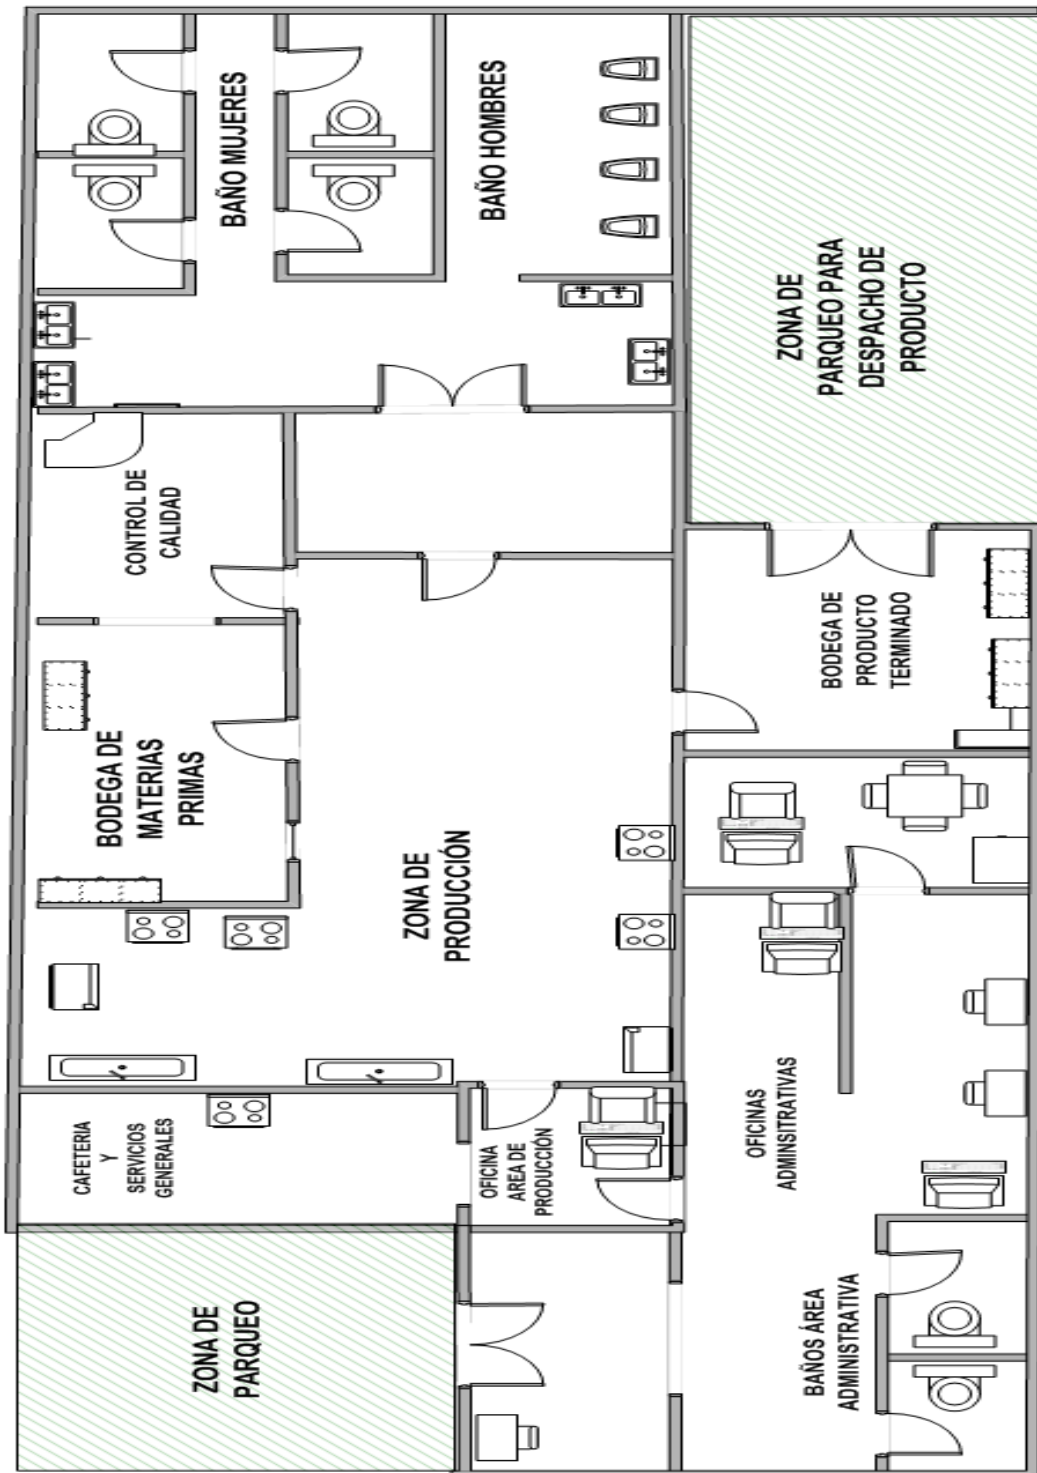 BAÑO MUJERES
BAÑO HOMBRES
ZONA DE
PARQUEO PARA
DESPACHO DE
PRODUCTO
CONTROL DE
CALIDAD
BODEGA DE
MATERIAS
PRIMAS
BODEGA DE
PRODUCTO
TERMINADO
ZONA DE
PRODUCCIÓN
CAFETERIA
Y
SERVICIOS
GENERALES
OFICINA
AREA DE
PRODUCCIÓN
OFICINAS
ADMINSITRATIVAS
ZONA DE
PARQUEO
BAÑOS ÁREA
ADMINISTRATIVA